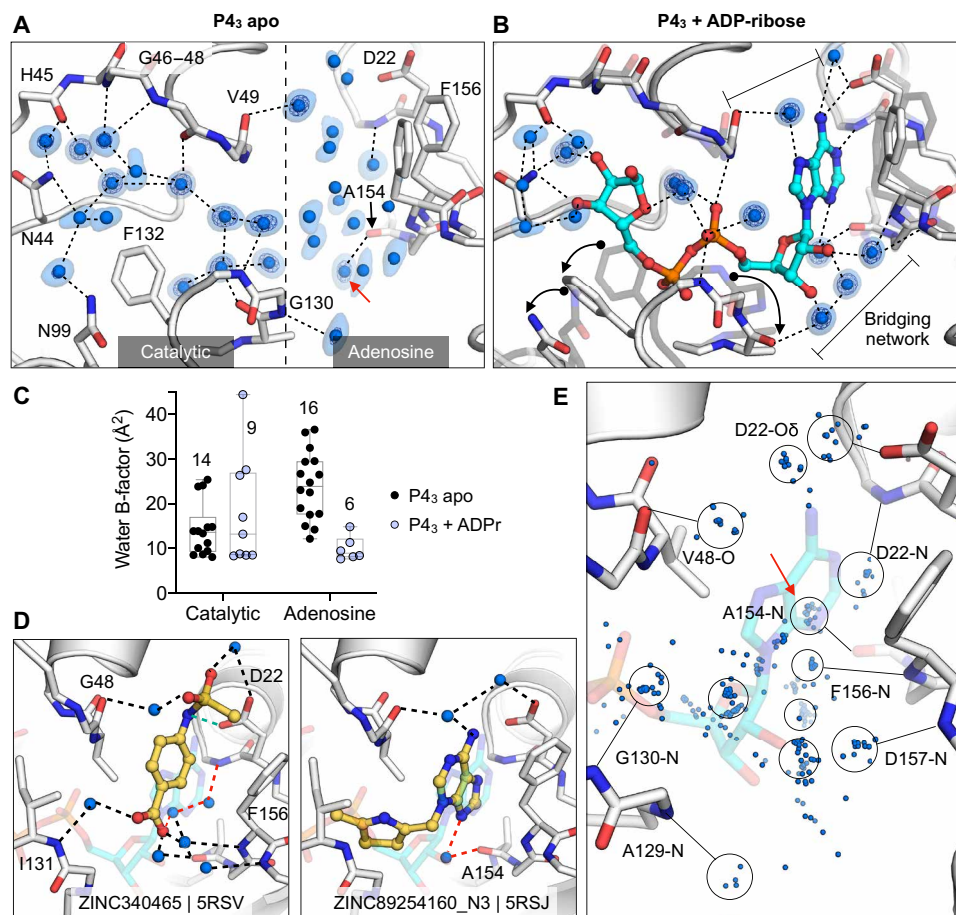 A
P4₃ apo
H45
G46–48
V49
D22
F156
A154
N44
F132
G130
N99
Catalytic
Adenosine
B
P4₃ + ADP-ribose
Bridging
network
C
Water B-factor (Å²)
40
30
20
10
0
14
9
16
6
P4₃ apo
P4₃ + ADPr
Catalytic
Adenosine
D
G48
D22
F156
I131
ZINC340465 | 5RSV
A154
ZINC89254160_N3 | 5RSJ
E
D22-Oδ
V48-O
D22-N
A154-N
F156-N
G130-N
D157-N
A129-N